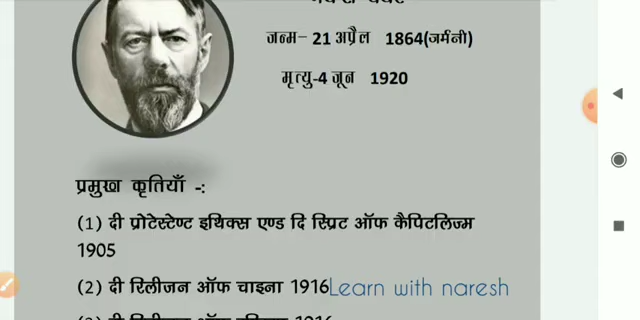 जन्म- 21 अप्रैल 1864(जर्मनी)
मृत्यु-4 जून 1920
प्रमुख कृतियाँ -:
(1) दी प्रोटेस्टेण्ट इथिक्स एण्ड दि स्प्रिट ऑफ कैपिटलिज्म
1905
(2) दी रिलीजन ऑफ चाइना 1916 Learn with naresh